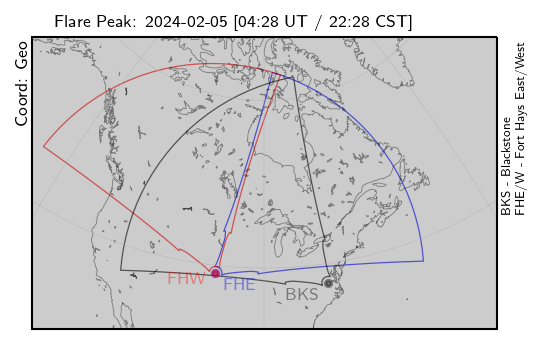 Flare Peak: 2024-02-05 [04:28 UT / 22:28 CST]
Coord: Geo
BKS - Blackstone
FHE/W - Fort Hays East/West
FHW
FHE
BKS